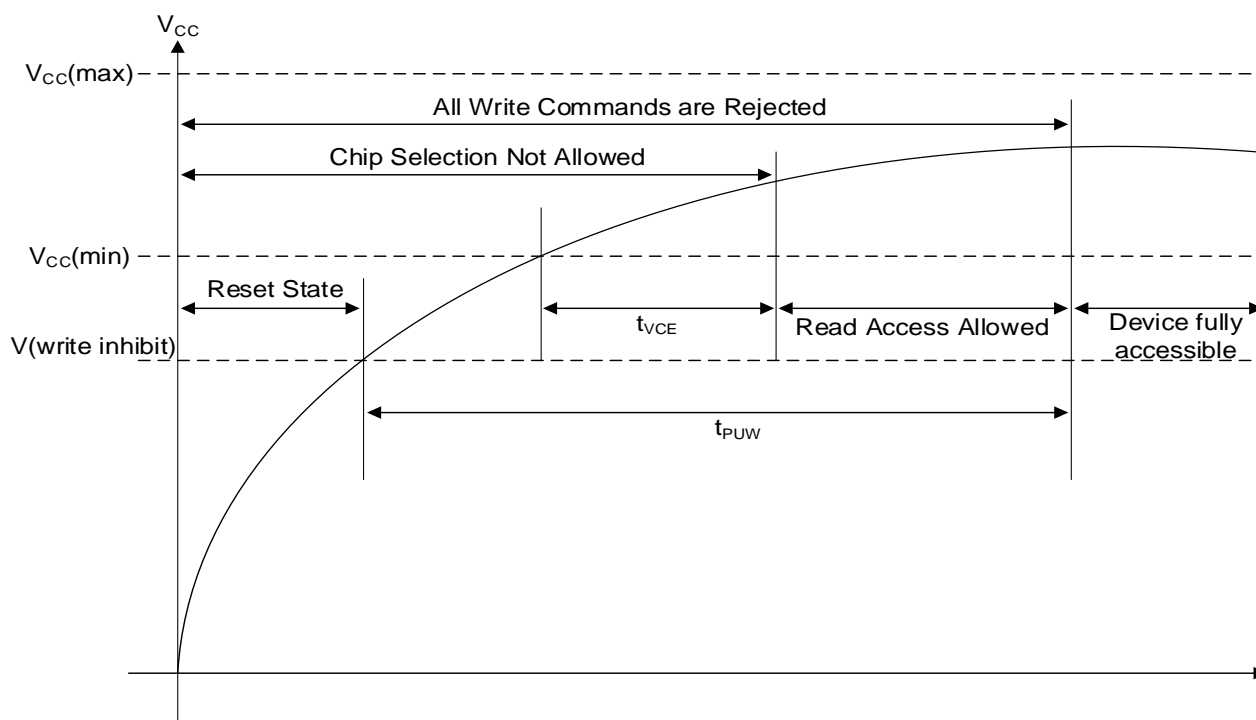 VCC
VCC(max)
All Write Commands are Rejected
Chip Selection Not Allowed
VCC(min)
Reset State
tVCE
Read Access Allowed
Device fully
accessible
V(write inhibit)
tPUW